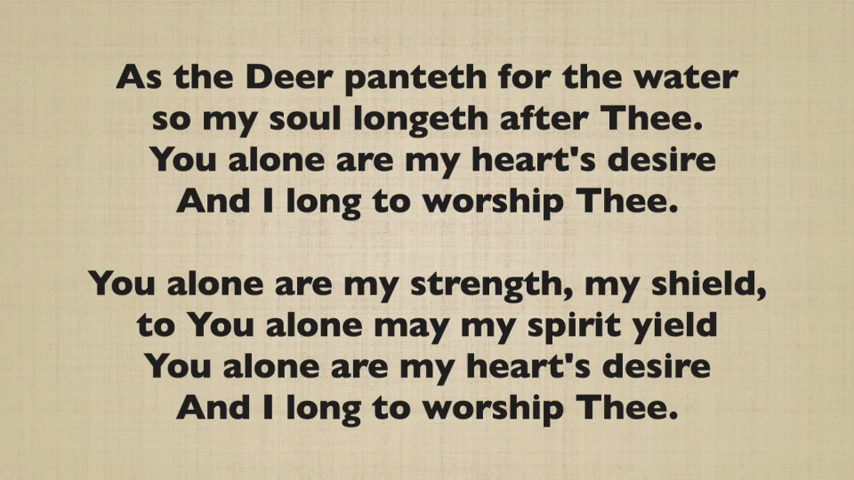 As the Deer panteth for the water
so my soul longeth after Thee.
You alone are my heart's desire
And I long to worship Thee.
You alone are my strength, my shield,
to You alone may my spirit yield
You alone are my heart's desire
And I long to worship Thee.